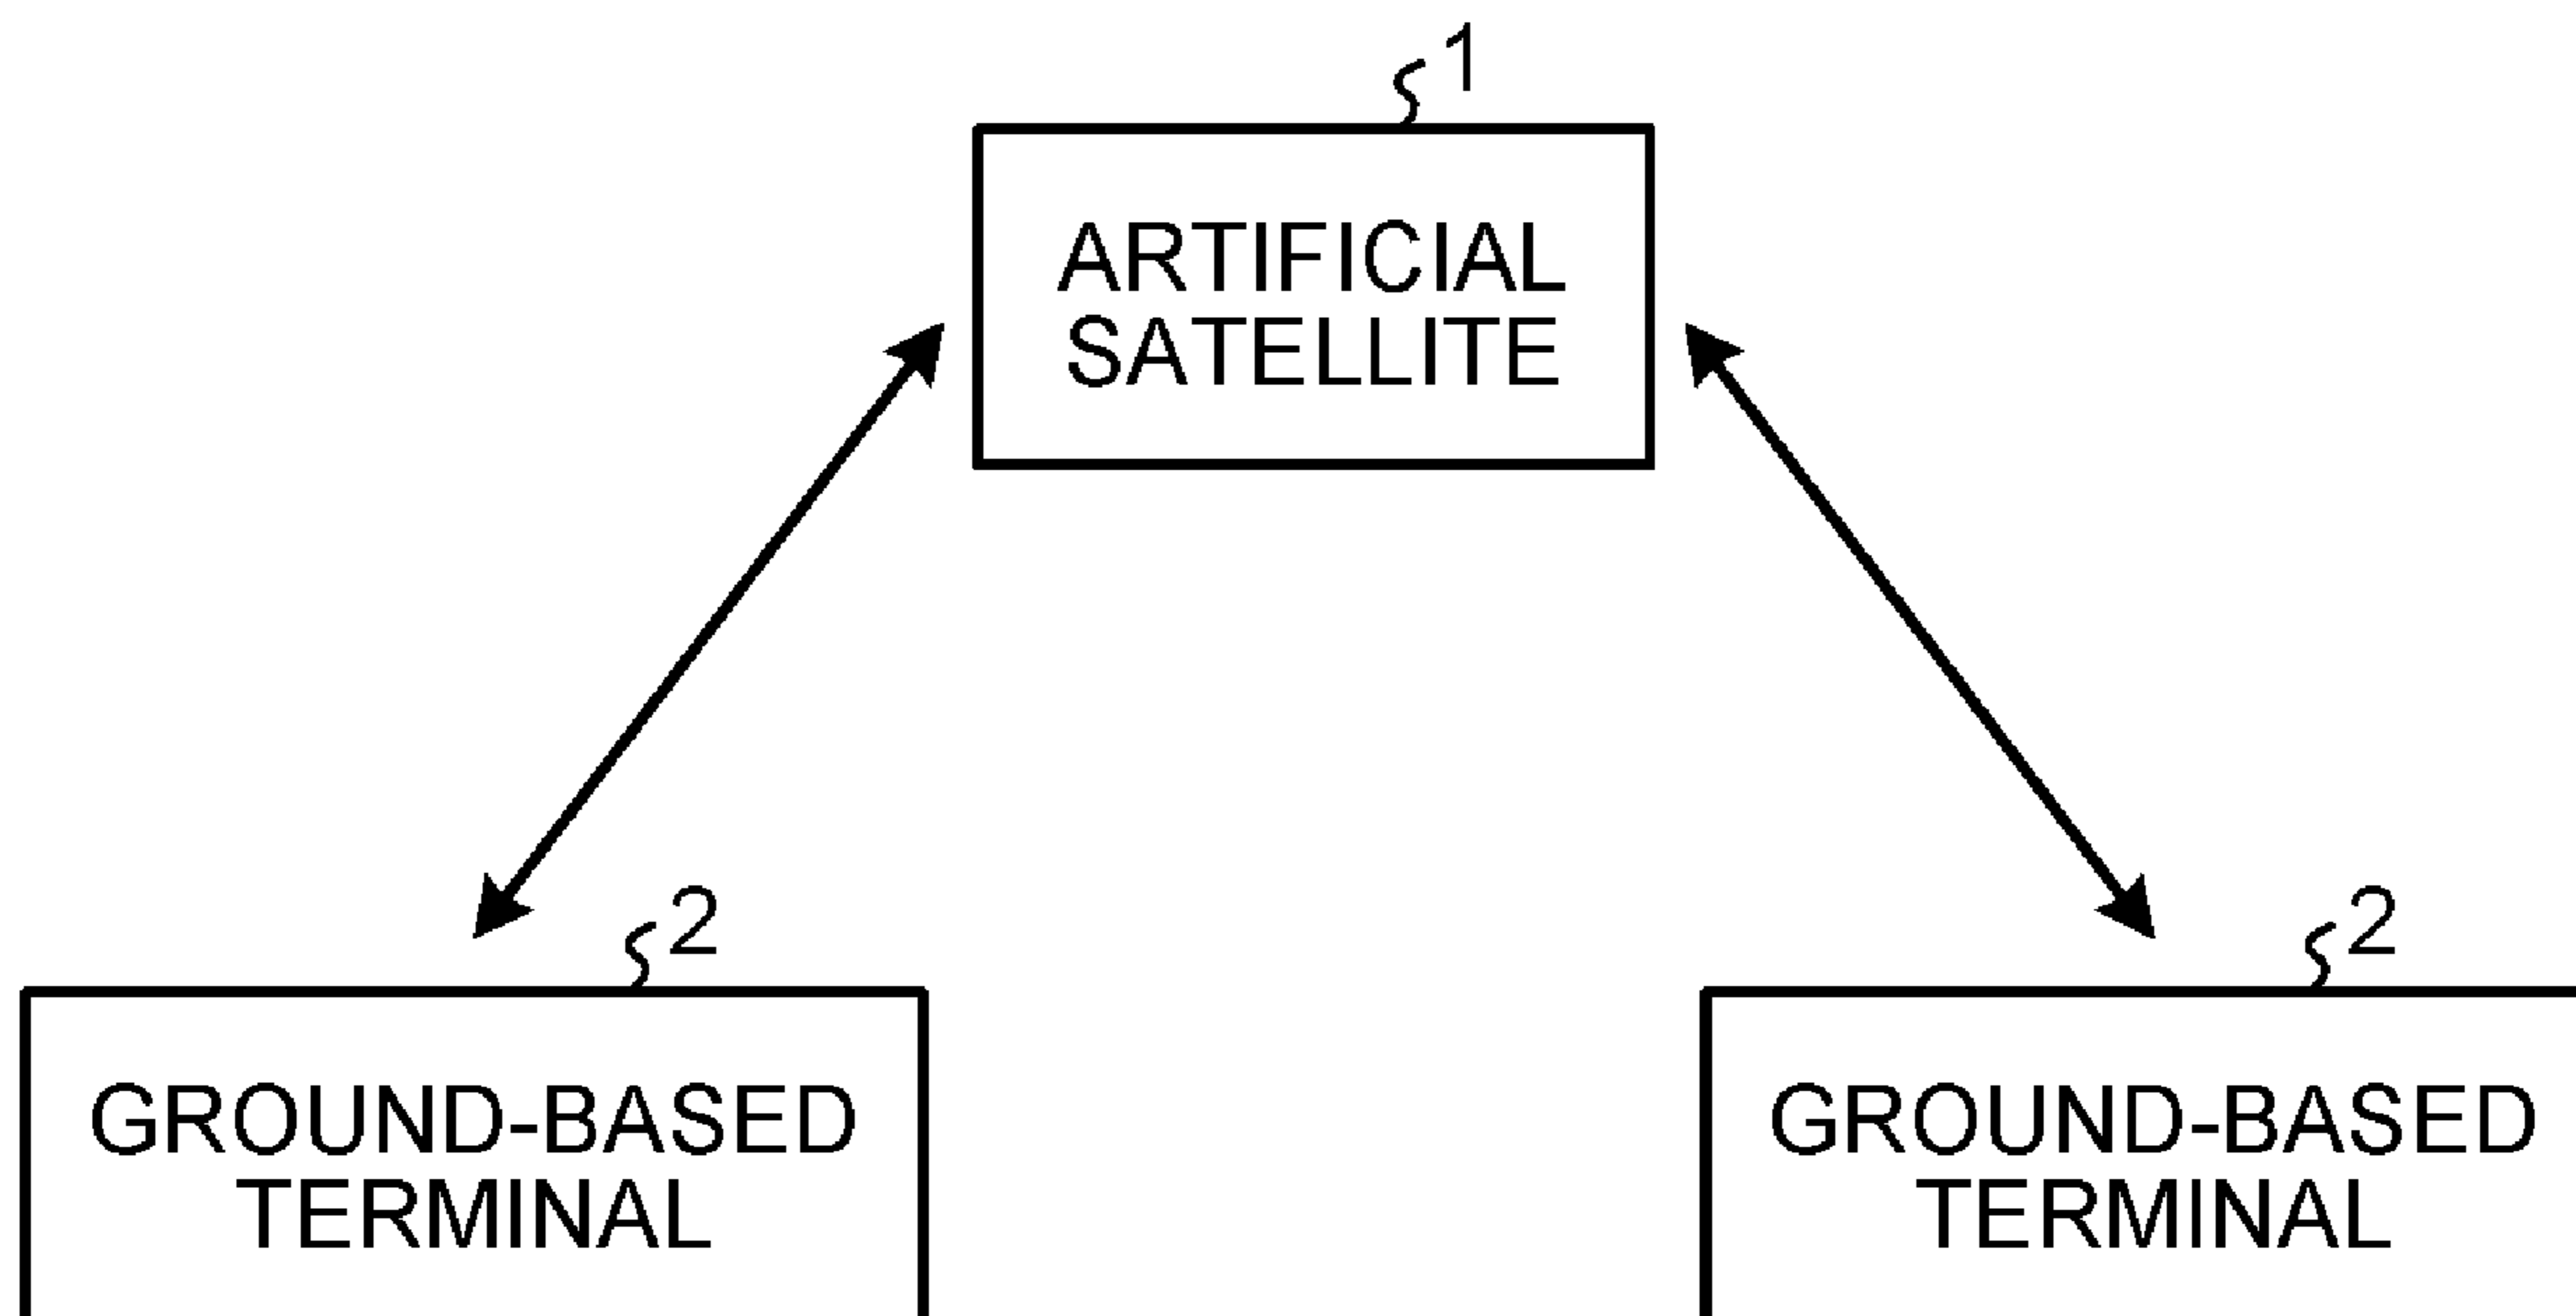 1
ARTIFICIAL
SATELLITE
2
2
GROUND-BASED
TERMINAL
GROUND-BASED
TERMINAL